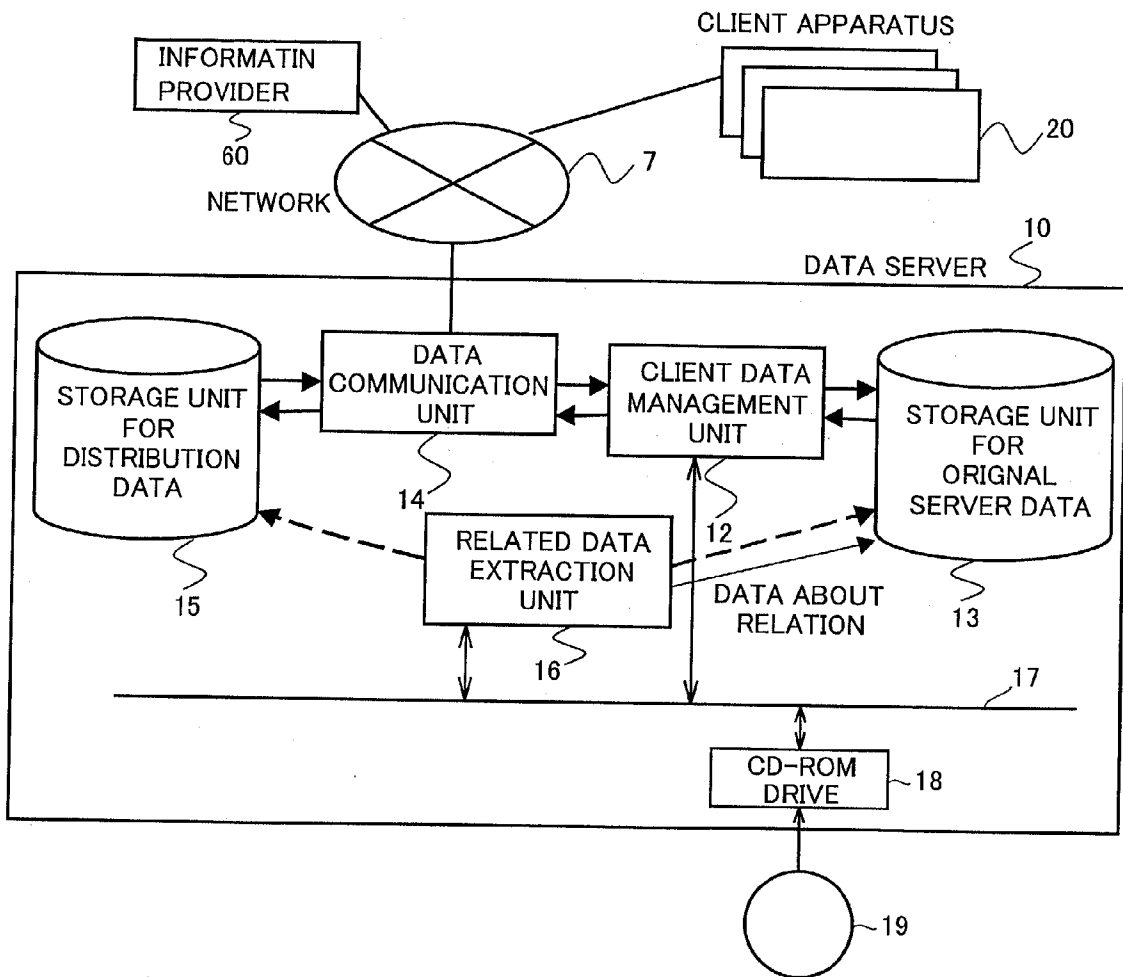 CLIENT APPARATUS
INFORMATIN
PROVIDER
60
20
7
NETWORK
10
DATA SERVER
STORAGE UNIT
FOR
DISTRIBUTION
DATA
15
DATA
COMMUNICATION
UNIT
14
CLIENT DATA
MANAGEMENT
UNIT
12
STORAGE UNIT
FOR
ORIGNAL
SERVER DATA
13
RELATED DATA
EXTRACTION
UNIT
16
DATA ABOUT
RELATION
17
CD-ROM
DRIVE
18
19